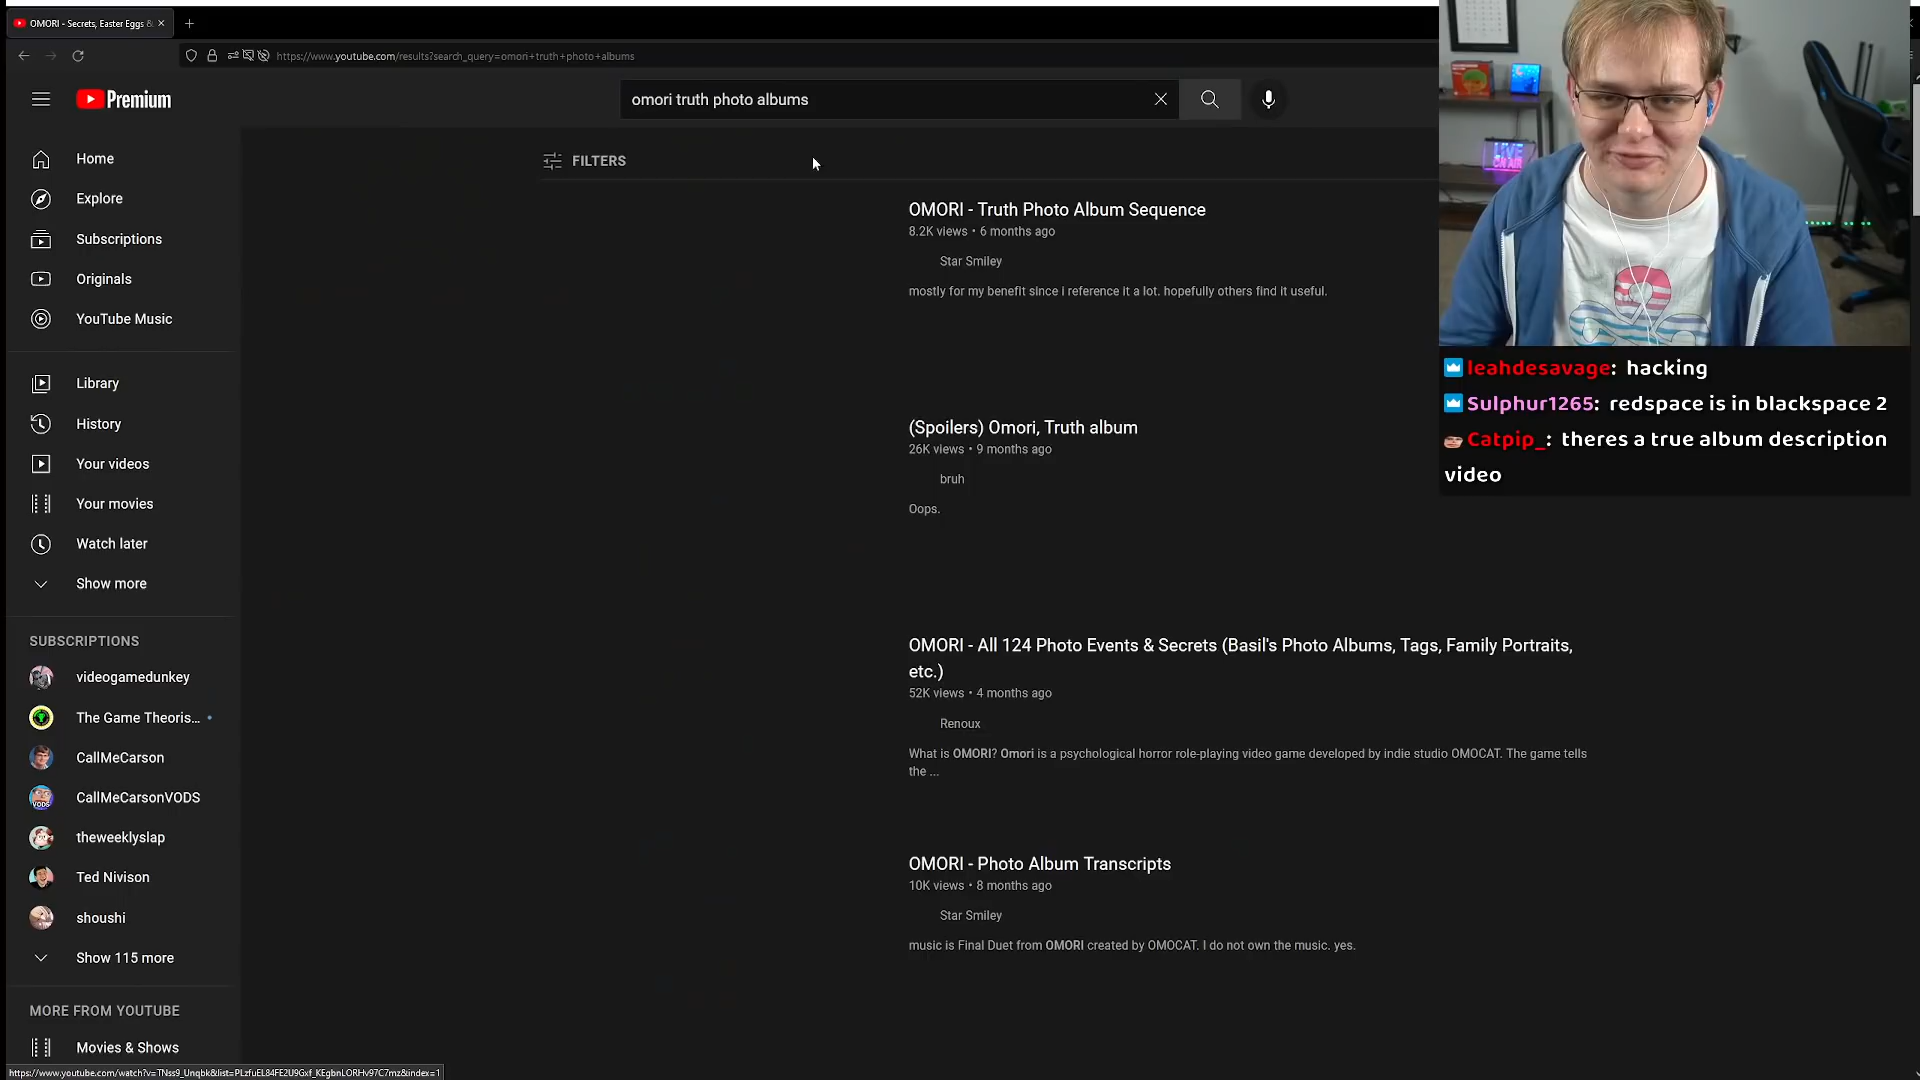 OMORI - Secrets, Easter Eggs &
https://www.youtube.com/results?search_query=omori+truth+photo+albums
Premium
omori truth photo albums
Home
Explore
Subscriptions
Originals
YouTube Music
Library
History
Your videos
Your movies
Watch later
Show more
SUBSCRIPTIONS
videogamedunkey
The Game Theoris...
CallMeCarson
CallMeCarsonVODS
theweeklyslap
Ted Nivison
shoushi
Show 115 more
MORE FROM YOUTUBE
Movies & Shows
FILTERS
OMORI - Truth Photo Album Sequence
8.2K views • 6 months ago
Star Smiley
mostly for my benefit since i reference it a lot. hopefully others find it useful.
(Spoilers) Omori, Truth album
26K views • 9 months ago
bruh
Oops.
OMORI - All 124 Photo Events & Secrets (Basil's Photo Albums, Tags, Family Portraits,
etc.)
52K views • 4 months ago
Renoux
What is OMORI? Omori is a psychological horror role-playing video game developed by indie studio OMOCAT. The game tells
the ...
OMORI - Photo Album Transcripts
10K views • 8 months ago
Star Smiley
music is Final Duet from OMORI created by OMOCAT. I do not own the music. yes.
LIVE
ON AIR
leahdesavage: hacking
Sulphur1265: redspace is in blackspace 2
Catpip_: theres a true album description
video